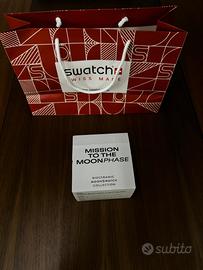 swatch
SWISS MADE
MISSION
TO THE
MOONPHASE
BIOCERAMIC
MOONSWATCH
COLLECTION
subito